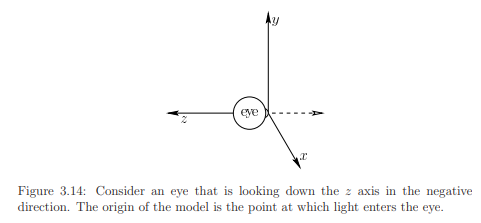 y
eye
z
x
Figure 3.14: Consider an eye that is looking down the z axis in the negative
direction. The origin of the model is the point at which light enters the eye.